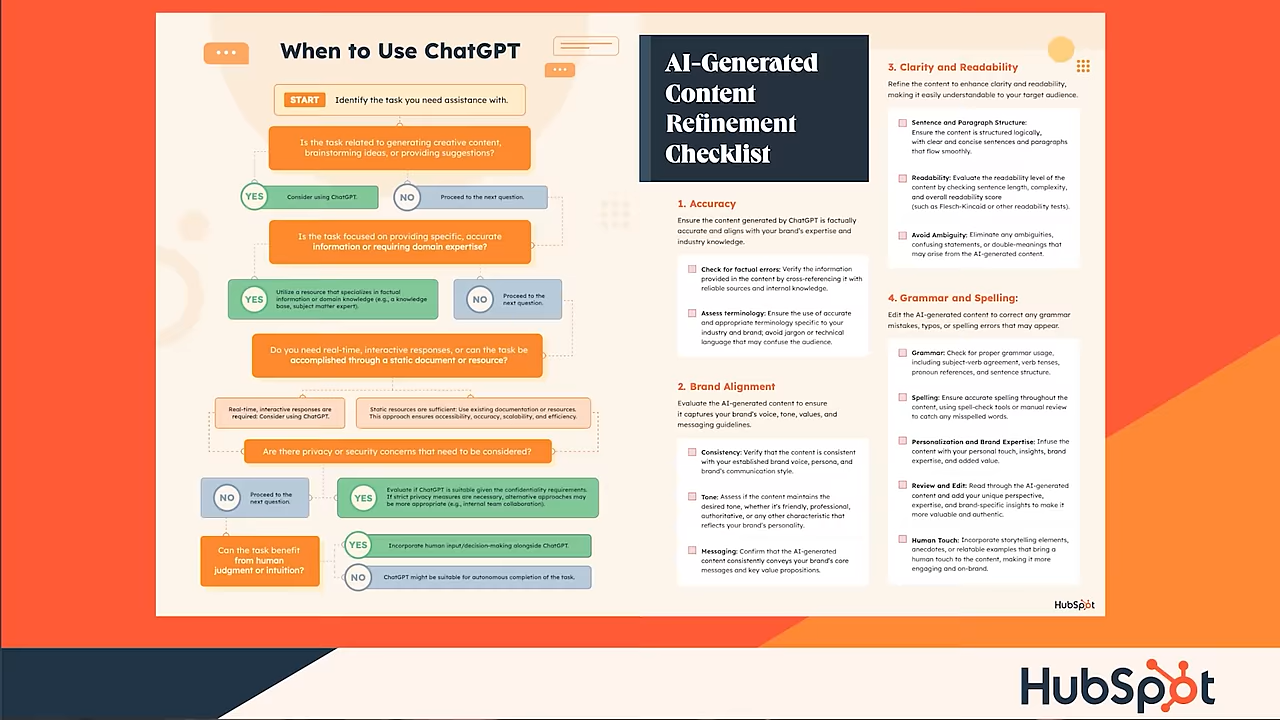 When to Use ChatGPT
START Identify the task you need assistance with.
Is the task related to generating creative content,
brainstorming ideas, or providing suggestions?
YES Consider using ChatGPT.
NO Proceed to the next question.
Is the task focused on providing specific, accurate
information or requiring domain expertise?
YES
Utilize a resource that specializes in factual
information or domain knowledge (e.g., a knowledge
base, subject matter expert).
NO
Proceed to the
next question.
Do you need real-time, interactive responses, or can the task be
accomplished through a static document or resource?
Real-time, interactive responses are
required: Consider using ChatGPT.
Static resources are sufficient: Use existing documentation or resources.
This approach ensures accessibility, accuracy, scalability, and efficiency.
Are there privacy or security concerns that need to be considered?
NO
Proceed to the
next question.
YES
Evaluate if ChatGPT is suitable given the confidentiality requirements.
If strict privacy measures are necessary, alternative approaches may
be more appropriate (e.g., internal team collaboration).
Can the task benefit
from human
judgment or intuition?
YES Incorporate human input/decision-making alongside ChatGPT.
NO ChatGPT might be suitable for autonomous completion of the task.
AI-Generated
Content
Refinement
Checklist
1. Accuracy
Ensure the content generated by ChatGPT is factually
accurate and aligns with your brand's expertise and
industry knowledge.
Check for factual errors: Verify the information
provided in the content by cross-referencing it with
reliable sources and internal knowledge.
Assess terminology: Ensure the use of accurate
and appropriate terminology specific to your
industry and brand; avoid jargon or technical
language that may confuse the audience.
2. Brand Alignment
Evaluate the AI-generated content to ensure
it captures your brand's voice, tone, values, and
messaging guidelines.
Consistency: Verify that the content is consistent
with your established brand voice, persona, and
brand's communication style.
Tone: Assess if the content maintains the
desired tone, whether it's friendly, professional,
authoritative, or any other characteristic that
reflects your brand's personality.
Messaging: Confirm that the AI-generated
content consistently conveys your brand's core
messages and key value propositions.
3. Clarity and Readability
Refine the content to enhance clarity and readability,
making it easily understandable to your target audience.
Sentence and Paragraph Structure:
Ensure the content is structured logically,
with clear and concise sentences and paragraphs
that flow smoothly.
Readability: Evaluate the readability level of the
content by checking sentence length, complexity,
and overall readability score
(such as Flesch-Kincaid or other readability tests).
Avoid Ambiguity: Eliminate any ambiguities,
confusing statements, or double-meanings that
may arise from the AI-generated content.
4. Grammar and Spelling:
Edit the AI-generated content to correct any grammar
mistakes, typos, or spelling errors that may appear.
Grammar: Check for proper grammar usage,
including subject-verb agreement, verb tenses,
pronoun references, and sentence structure.
Spelling: Ensure accurate spelling throughout the
content, using spell-check tools or manual review
to catch any misspelled words.
Personalization and Brand Expertise: Infuse the
content with your personal touch, insights, brand
expertise, and added value.
Review and Edit: Read through the AI-generated
content and add your unique perspective,
expertise, and brand-specific insights to make it
more valuable and authentic.
Human Touch: Incorporate storytelling elements,
anecdotes, or relatable examples that bring a
human touch to the content, making it more
engaging and on-brand.
HubSpot
HubSpot